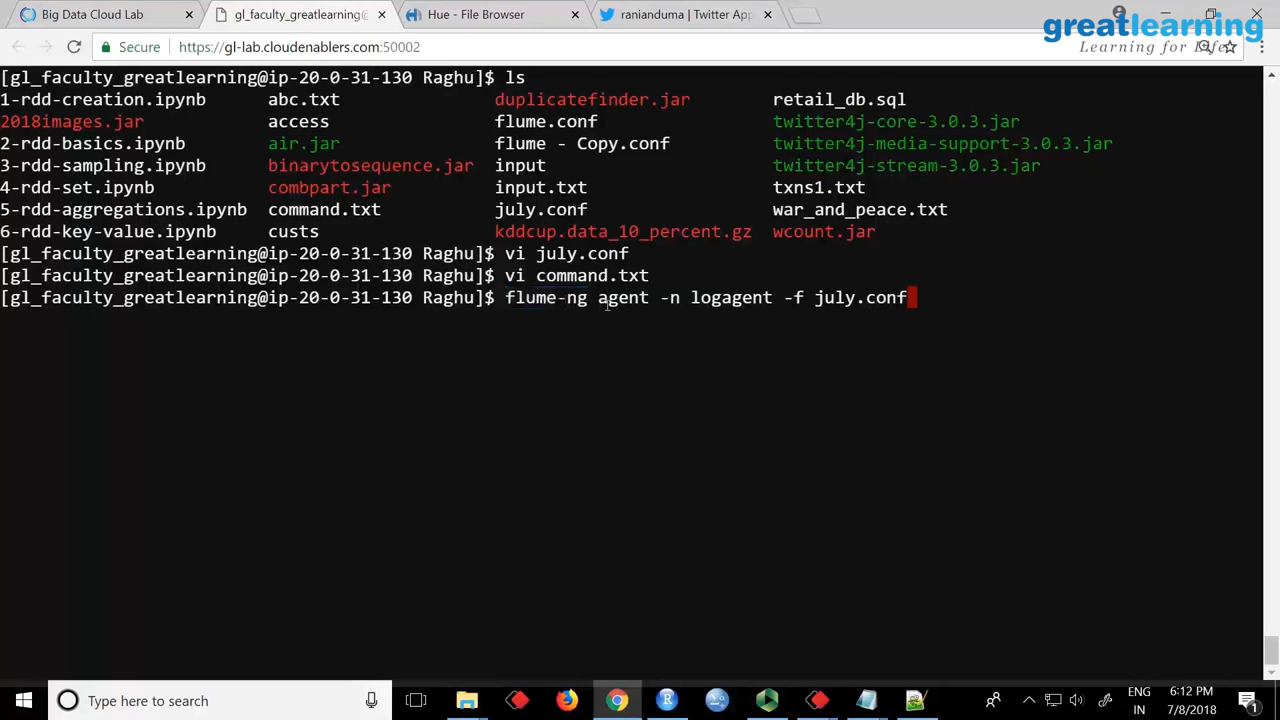 Big Data Cloud Lab
gl_faculty_greatlearning@
Hue - File Browser
ranianduma | Twitter App
greatlearning
Learning for Life
Secure
https://gl-lab.cloudenablers.com:50002
[gl_faculty_greatlearning@ip-20-0-31-130 Raghu]$ ls
1-rdd-creation.ipynb abc.txt duplicatefinder.jar retail_db.sql
2018images.jar access flume.conf twitter4j-core-3.0.3.jar
2-rdd-basics.ipynb air.jar flume - Copy.conf twitter4j-media-support-3.0.3.jar
3-rdd-sampling.ipynb binarytosequence.jar input twitter4j-stream-3.0.3.jar
4-rdd-set.ipynb combpart.jar input.txt txns1.txt
5-rdd-aggregations.ipynb command.txt july.conf war_and_peace.txt
6-rdd-key-value.ipynb custs kddcup.data_10_percent.gz wcount.jar
[gl_faculty_greatlearning@ip-20-0-31-130 Raghu]$ vi july.conf
[gl_faculty_greatlearning@ip-20-0-31-130 Raghu]$ vi command.txt
[gl_faculty_greatlearning@ip-20-0-31-130 Raghu]$ flume-ng agent -n logagent -f july.conf
Type here to search
ENG
IN
6:12 PM
7/8/2018
1